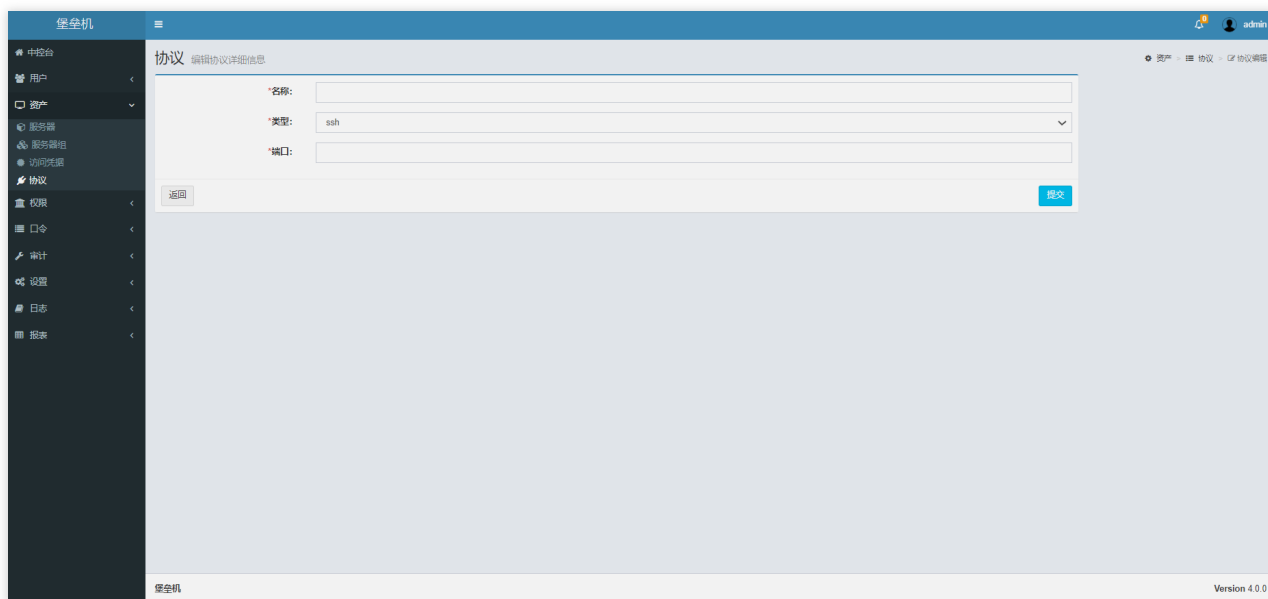 堡垒机
0
admin
中控台
用户
资产
服务器
服务器组
访问凭据
协议
权限
口令
审计
设置
日志
报表
协议 编辑协议详细信息
资产 > 协议 > 协议编辑
*名称:
*类型: ssh
*端口:
返回 提交
堡垒机 Version 4.0.0